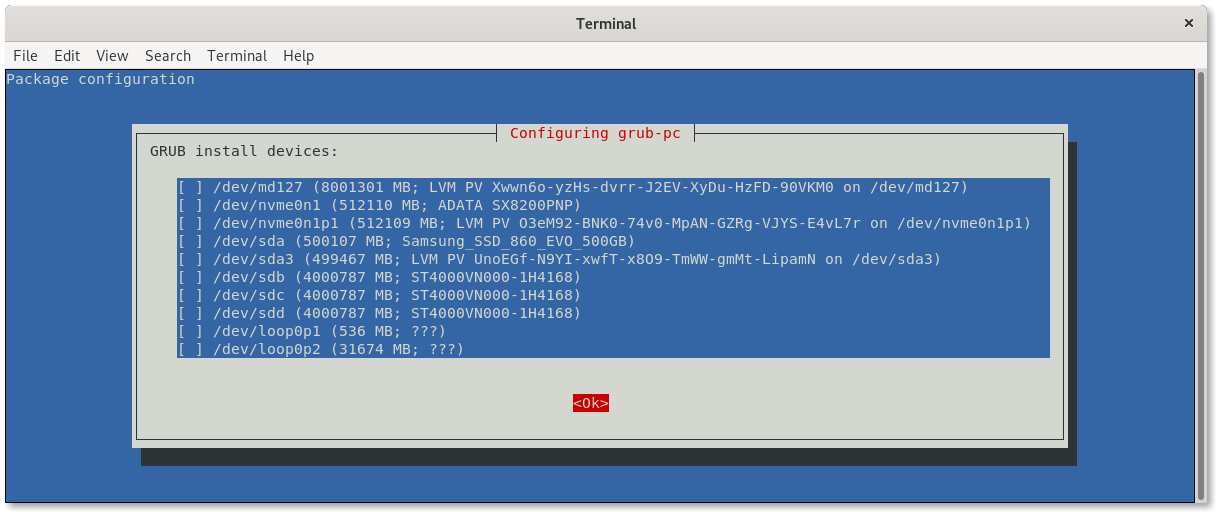 Terminal
×
File Edit View Search Terminal Help
Package configuration
Configuring grub-pc
GRUB install devices:
[ ] /dev/md127 (8001301 MB; LVM PV Xwwn6o-yzHs-dvrr-J2EV-XyDu-HzFD-90VKM0 on /dev/md127)
[ ] /dev/nvme0n1 (512110 MB; ADATA SX8200PNP)
[ ] /dev/nvme0n1p1 (512109 MB; LVM PV O3eM92-BNK0-74v0-MpAN-GZRg-VJYS-E4vL7r on /dev/nvme0n1p1)
[ ] /dev/sda (500107 MB; Samsung_SSD_860_EVO_500GB)
[ ] /dev/sda3 (499467 MB; LVM PV UnoEGf-N9YI-xwfT-x8O9-TmWW-gmMt-LipamN on /dev/sda3)
[ ] /dev/sdb (4000787 MB; ST4000VN000-1H4168)
[ ] /dev/sdc (4000787 MB; ST4000VN000-1H4168)
[ ] /dev/sdd (4000787 MB; ST4000VN000-1H4168)
[ ] /dev/loop0p1 (536 MB; ???)
[ ] /dev/loop0p2 (31674 MB; ???)
<Ok>